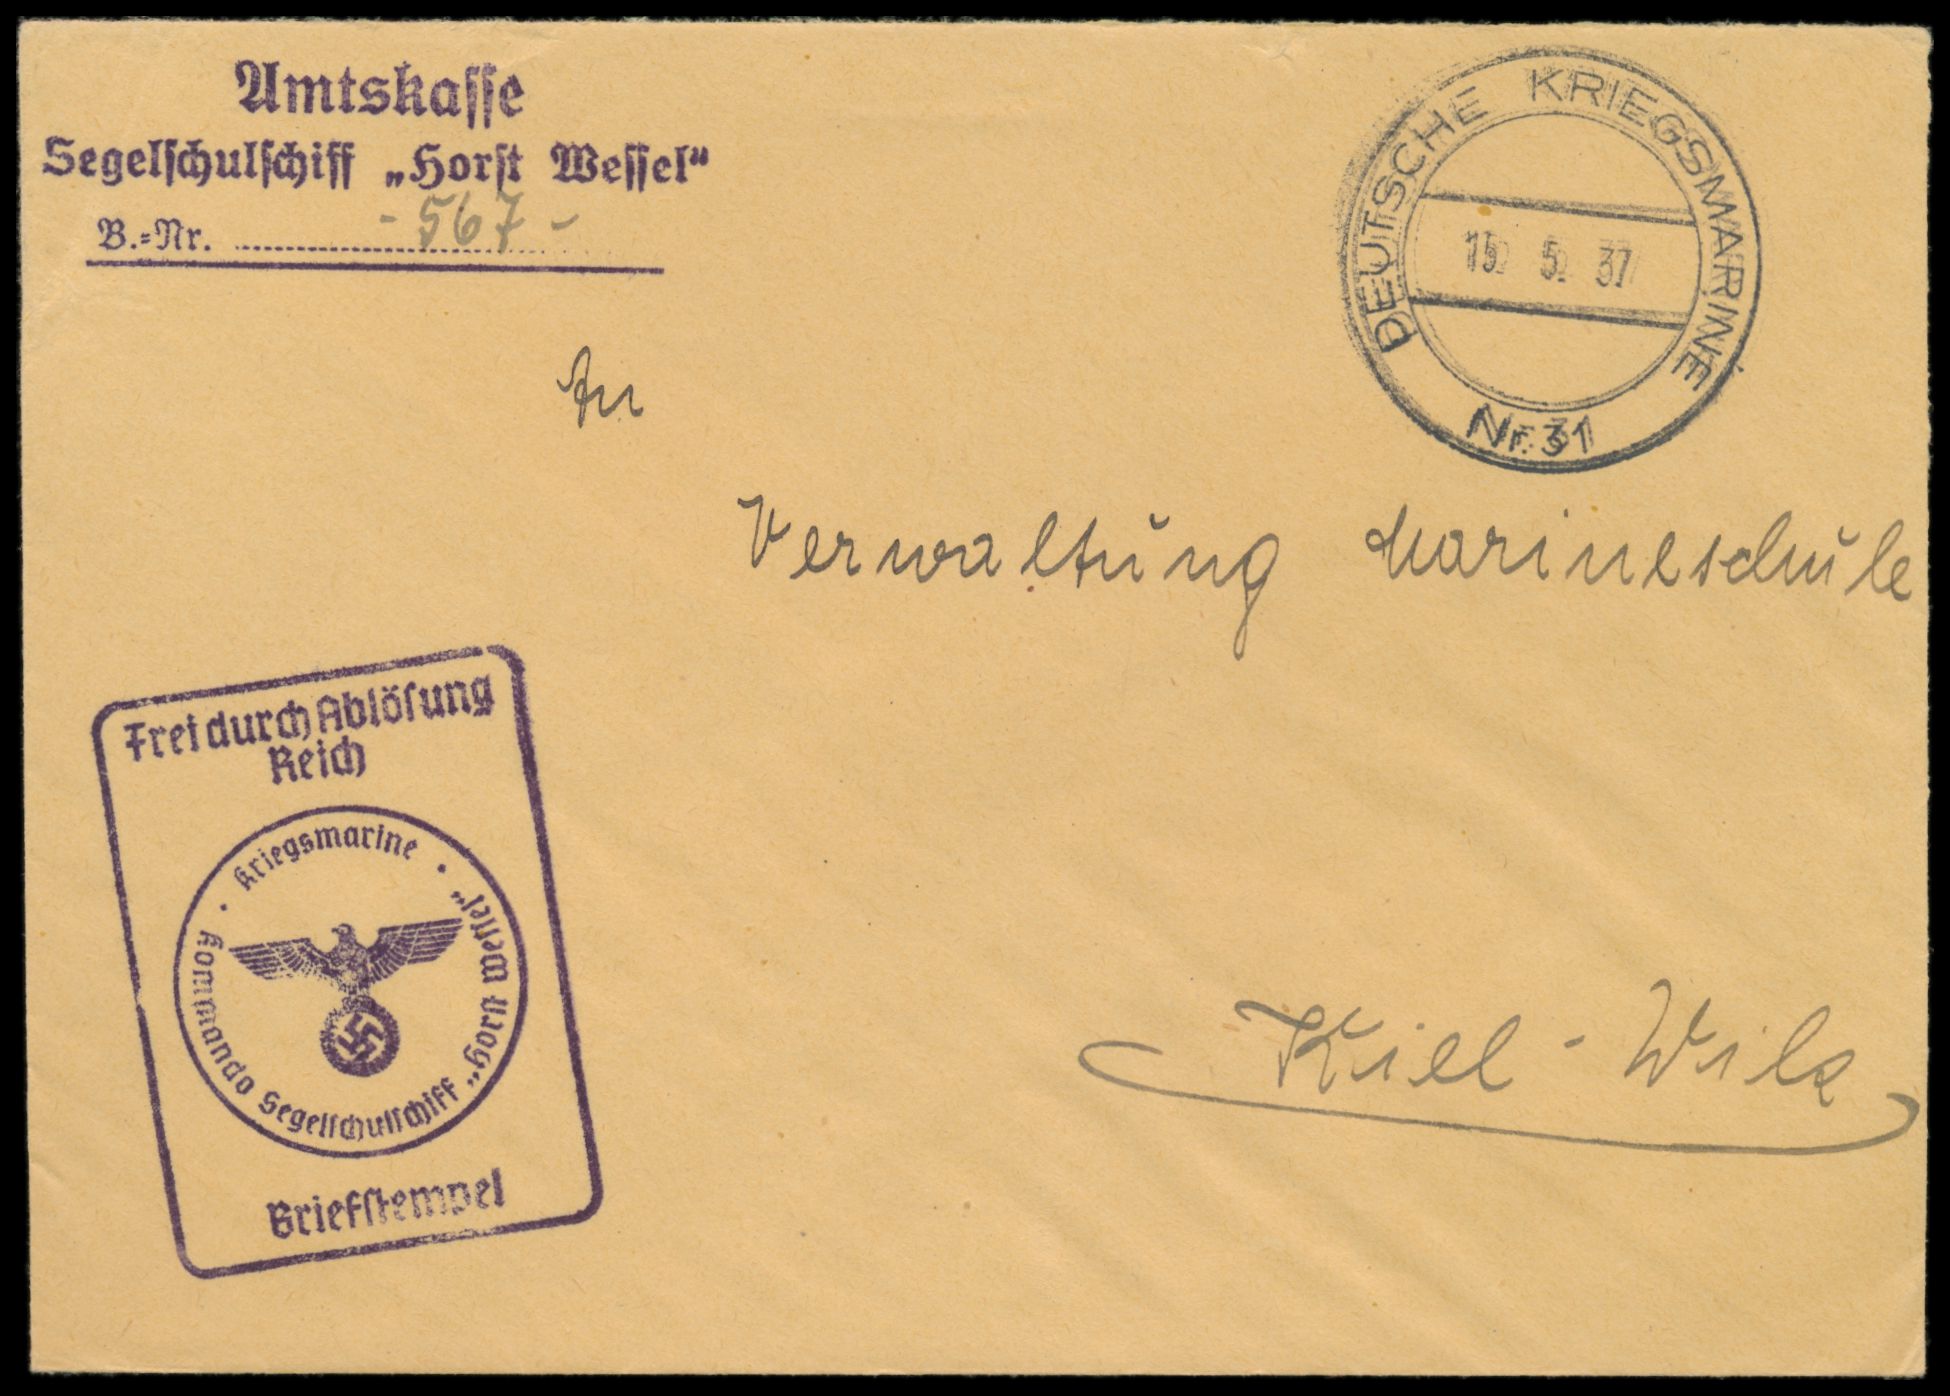 Amtskasse
Segelschulschiff „Horst Wessel“
B.=Nr. - 567 -
DEUTSCHE KRIEGSMARINE
15. 5. 37
Nr. 31
An
Verwaltung Marineschule
Frei durch Ablösung
Reich
· Kriegsmarine ·
Kommando Segelschulschiff „Horst Wessel“
Briefstempel
Kiel - Wik